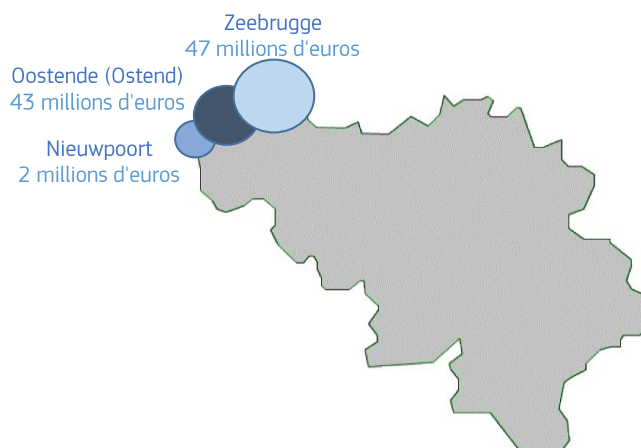 Zeebrugge
47 millions d'euros
Oostende (Ostend)
43 millions d'euros
Nieuwpoort
2 millions d'euros